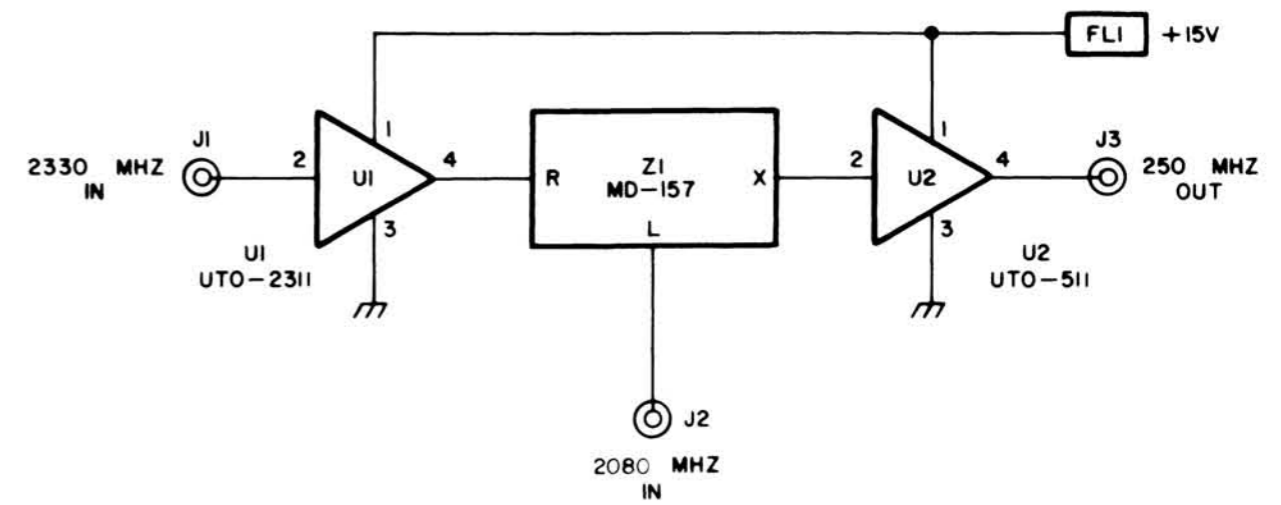 FL1 +15V
J1
2330 MHZ
IN
2
1
U1
4
3
U1
UTO-2311
R
Z1
MD-157
X
L
2
1
U2
4
3
U2
UTO-511
J3
250 MHZ
OUT
J2
2080 MHZ
IN